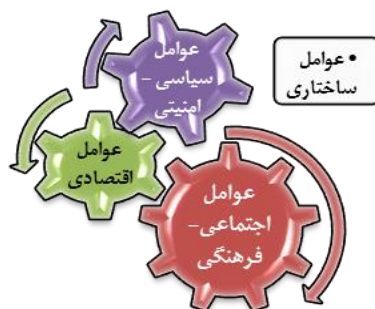 عوامل
سیاسی-
امنیتی
• عوامل
ساختاری
عوامل
اقتصادی
عوامل
اجتماعی-
فرهنگی